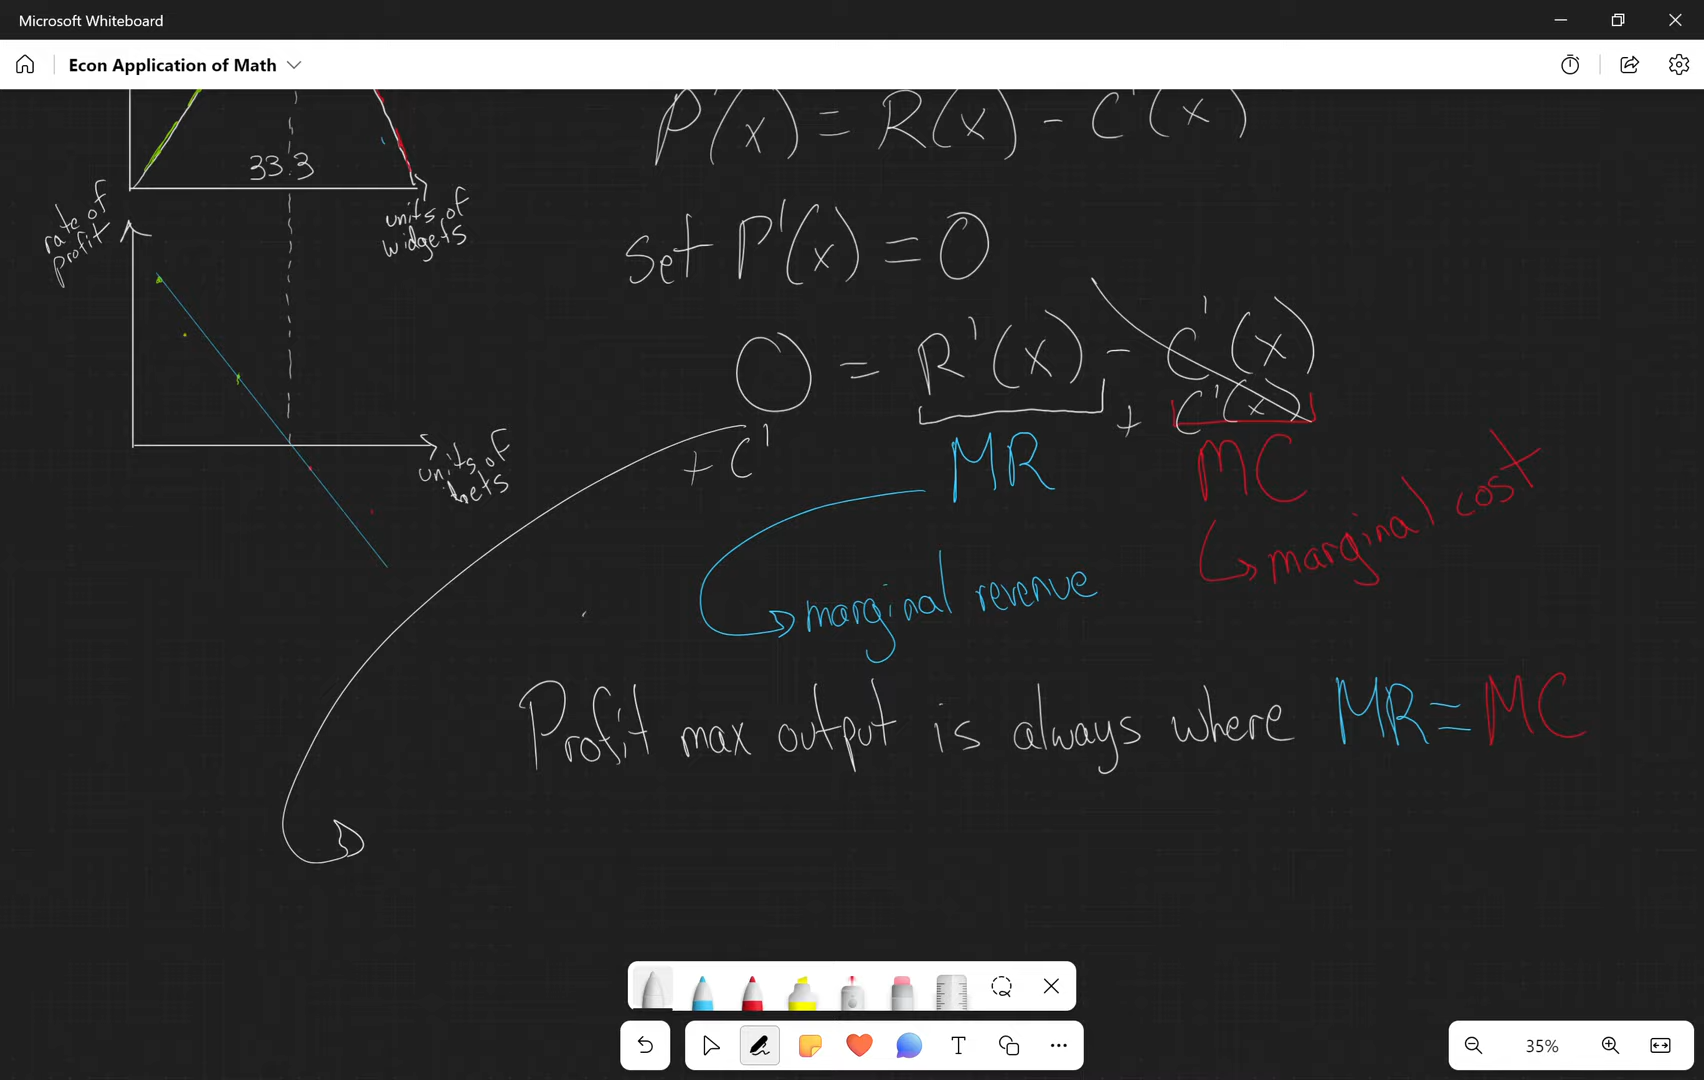 Microsoft Whiteboard
Econ Application of Math
P'(x) = R(x) - C'(x)
33.3
rate of
profit
units of
widgets
set P'(x) = 0
0 = R'(x) - C'(x)
+ C'(x)
+ C'
MR
MC
units of
marginal cost
marginal revenue
Profit max output is always where MR = MC
T
35%